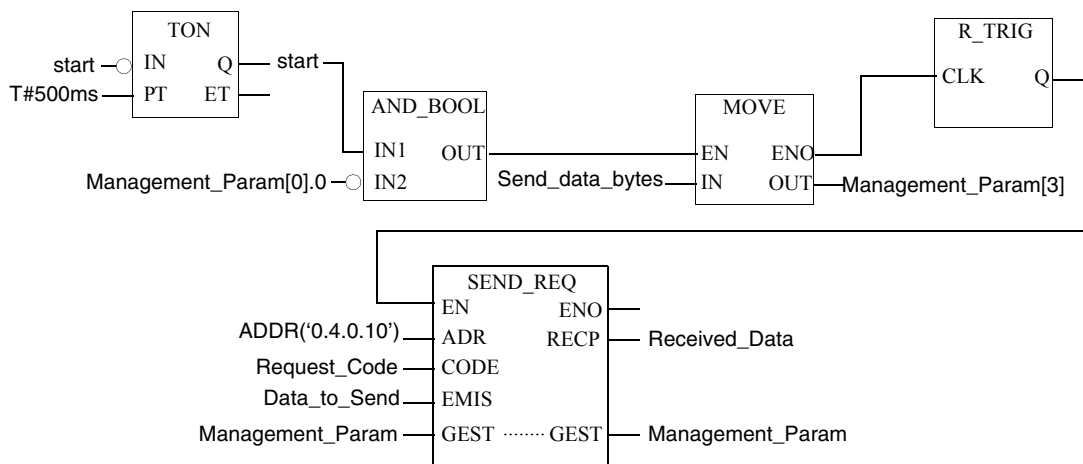 TON
R_TRIG
start
IN
Q
start
CLK
Q
T#500ms
PT
ET
AND_BOOL
MOVE
IN1
OUT
EN
ENO
Management_Param[0].0
IN2
Send_data_bytes
IN
OUT
Management_Param[3]
SEND_REQ
EN
ENO
ADDR(‘0.4.0.10’)
ADR
RECP
Received_Data
Request_Code
CODE
Data_to_Send
EMIS
Management_Param
GEST
GEST
Management_Param